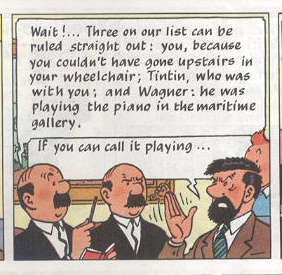 Wait !... Three on our list can be
ruled straight out : you, because
you couldn't have gone upstairs in
your wheelchair ; Tintin, who was
with you ; and Wagner : he was
playing the piano in the maritime
gallery.
If you can call it playing ...